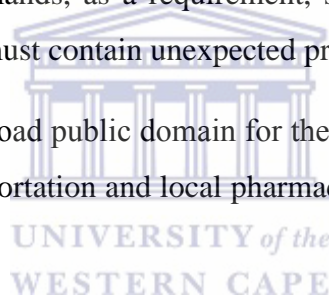 ands, as a requirement, s
must contain unexpected pr
oad public domain for the
ortation and local pharmac
UNIVERSITY of the
WESTERN CAPE